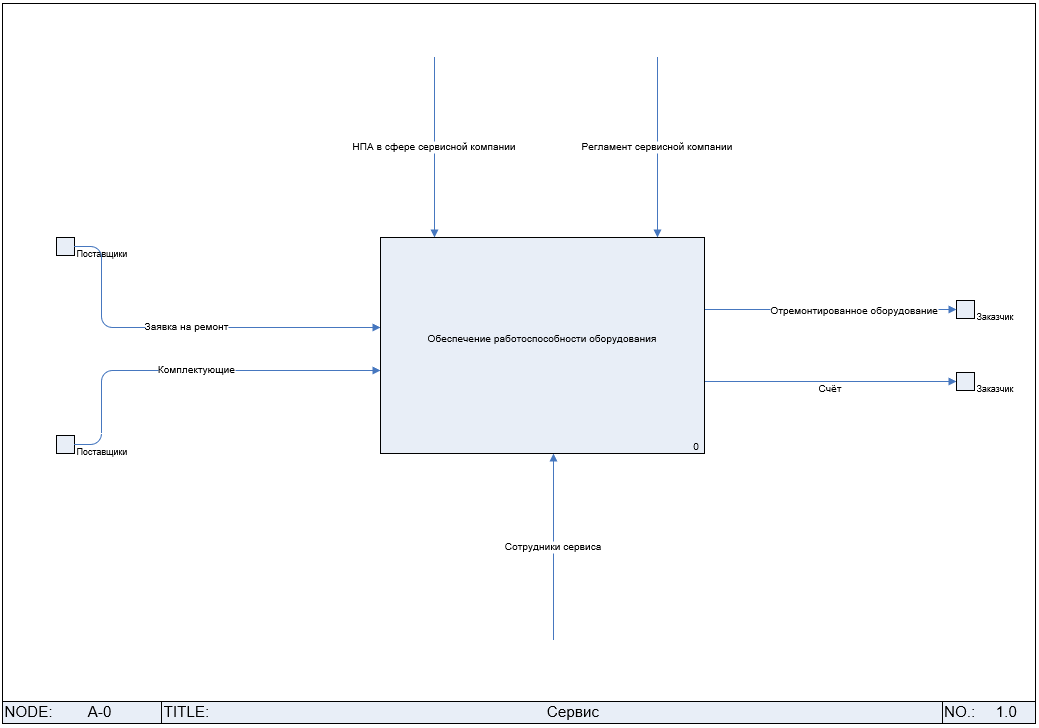 НПА в сфере сервисной компании
Регламент сервисной компании
Поставщики
Заявка на ремонт
Комплектующие
Поставщики
Обеспечение работоспособности оборудования
0
Отремонтированное оборудование
Заказчик
Счёт
Заказчик
Сотрудники сервиса
NODE: A-0 TITLE: Сервис NO.: 1.0